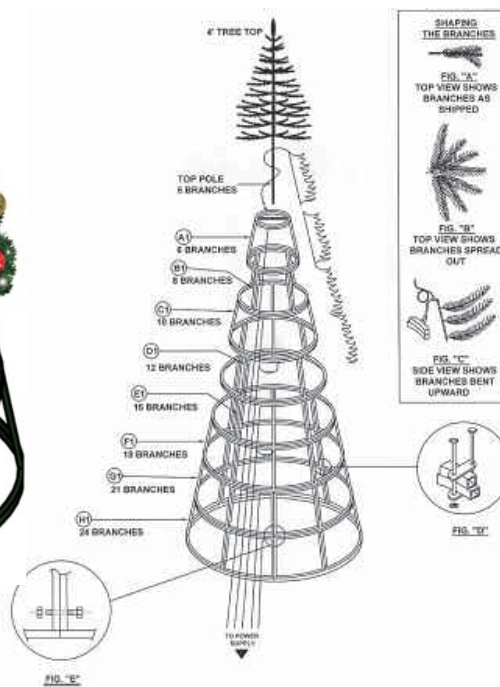 4' TREE TOP
TOP POLE
6 BRANCHES
A1
6 BRANCHES
B1
8 BRANCHES
C1
10 BRANCHES
D1
12 BRANCHES
E1
16 BRANCHES
F1
18 BRANCHES
G1
21 BRANCHES
H1
24 BRANCHES
TO POWER
SUPPLY
FIG. "E"
FIG. "D"
SHAPING
THE BRANCHES
FIG. "A"
TOP VIEW SHOWS
BRANCHES AS
SHIPPED
FIG. "B"
TOP VIEW SHOWS
BRANCHES SPREAD
OUT
FIG. "C"
SIDE VIEW SHOWS
BRANCHES BENT
UPWARD